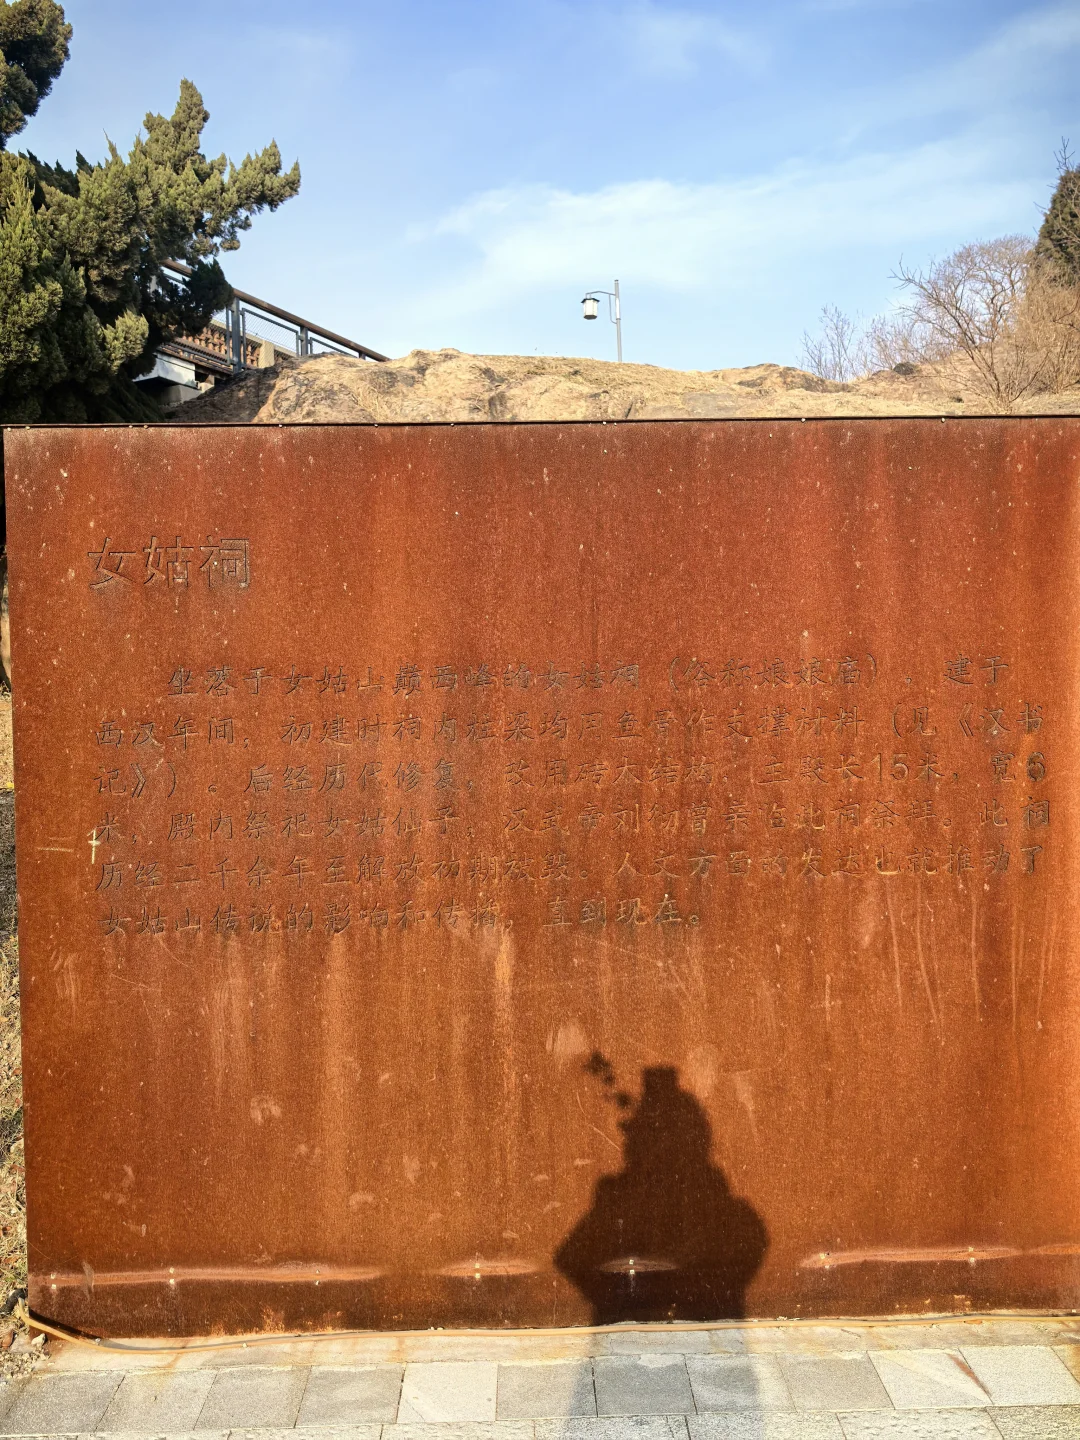 女姑祠
坐落于女姑山巅西峰的女姑祠（俗称娘娘庙），建于
西汉年间，初建时祠内柱梁均用鱼骨作支撑材料（见《汉书
记》）。后经历代修复，改用砖大结构，主殿长15米，宽6
米，殿内祭祀女姑仙子，汉武帝刘彻曾亲临此祠祭拜。此祠
历经二千余年至解放初期被毁。人文方面的发达也就推动了
女姑山传说的影响和传播，直到现在。